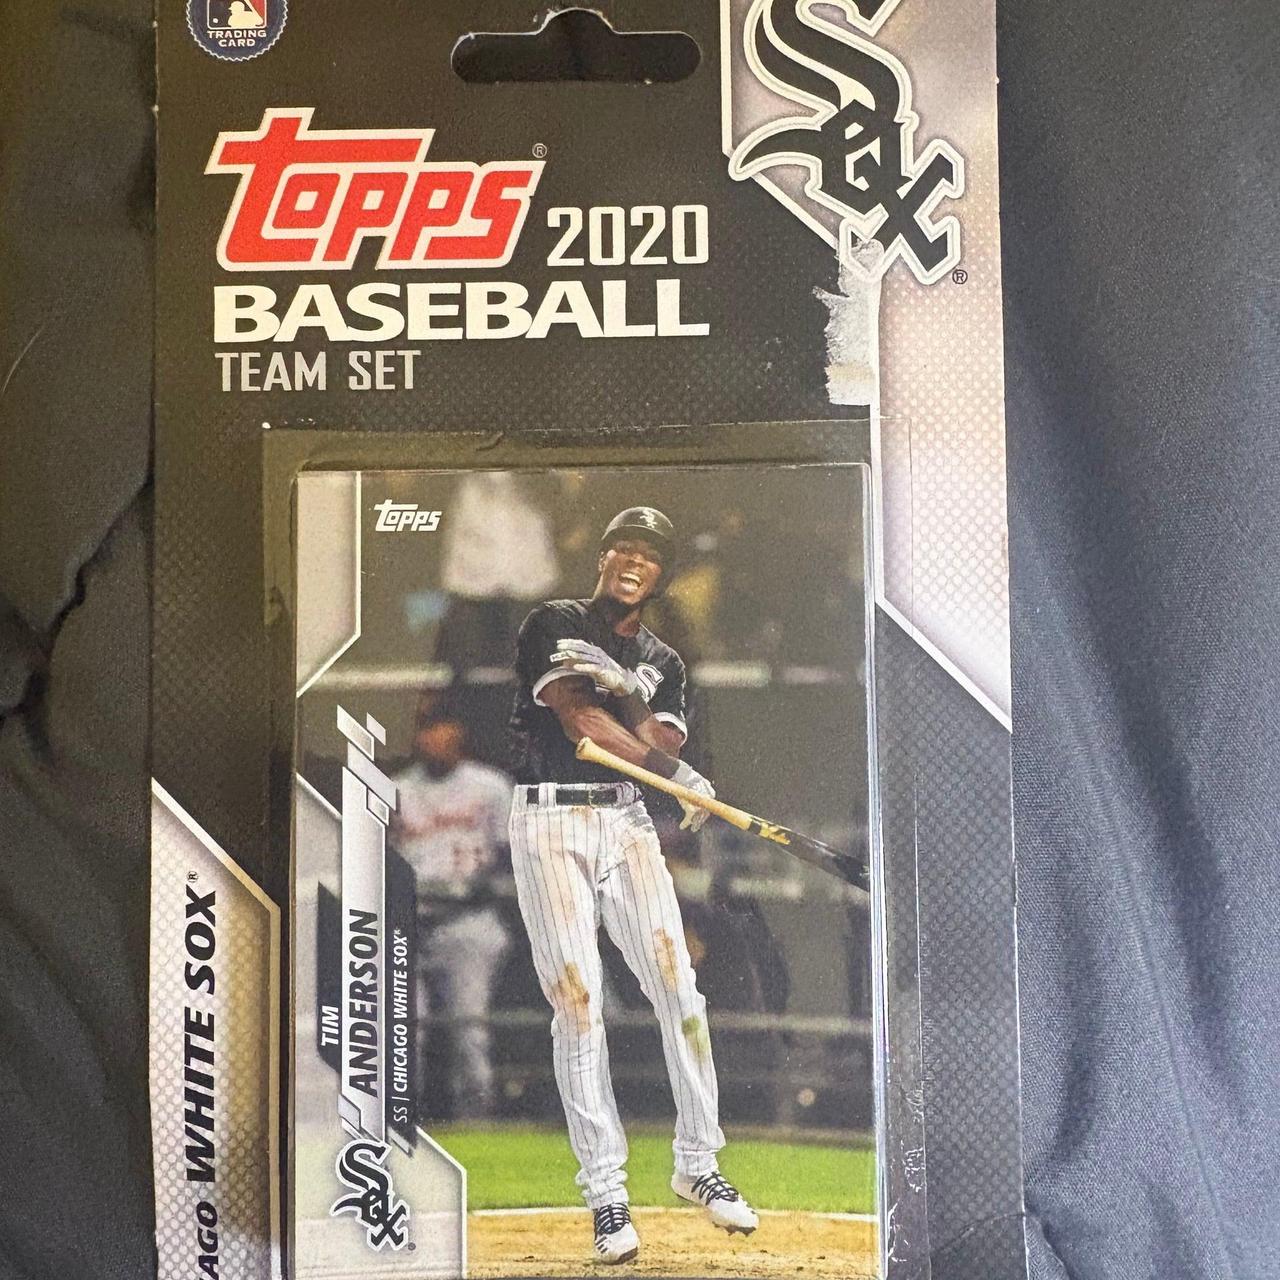 TRADING
CARD
Sox®
Topps®
2020
BASEBALL
TEAM SET
Topps
TIM
ANDERSON
SS | CHICAGO WHITE SOX®
Sox®
WHITE SOX®